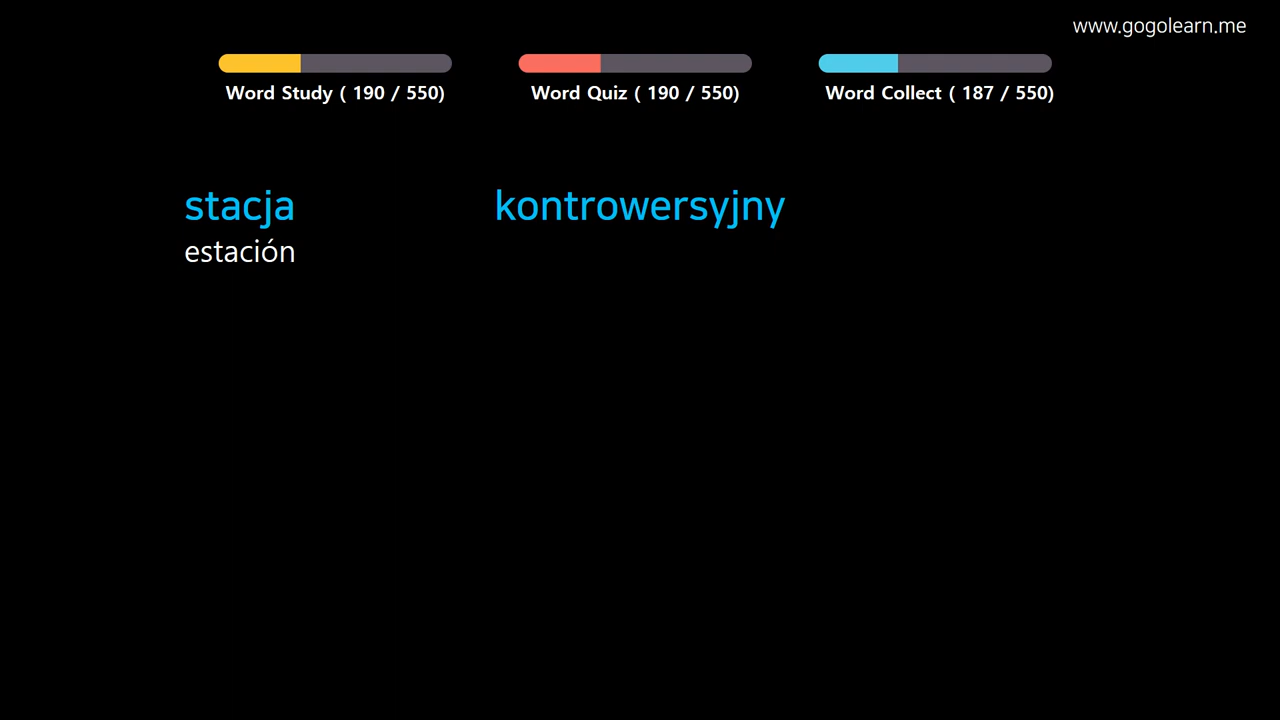 www.gogolearn.me
Word Study ( 190 / 550)
Word Quiz ( 190 / 550)
Word Collect ( 187 / 550)
stacja
estación
kontrowersyjny